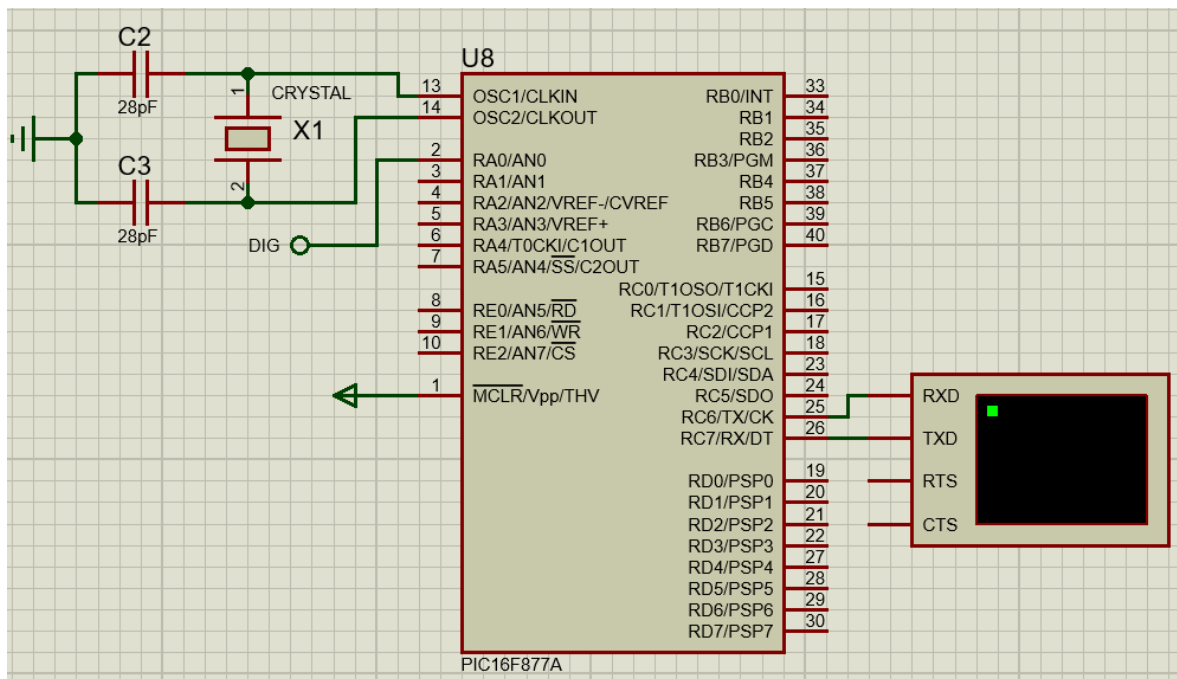 C2
28pF
1
CRYSTAL
X1
2
C3
28pF
DIG
U8
13 OSC1/CLKIN
14 OSC2/CLKOUT
2 RA0/AN0
3 RA1/AN1
4 RA2/AN2/VREF-/CVREF
5 RA3/AN3/VREF+
6 RA4/T0CKI/C1OUT
7 RA5/AN4/SS/C2OUT
8 RE0/AN5/RD
9 RE1/AN6/WR
10 RE2/AN7/CS
1 MCLR/Vpp/THV
RB0/INT 33
RB1 34
RB2 35
RB3/PGM 36
RB4 37
RB5 38
RB6/PGC 39
RB7/PGD 40
RC0/T1OSO/T1CKI 15
RC1/T1OSI/CCP2 16
RC2/CCP1 17
RC3/SCK/SCL 18
RC4/SDI/SDA 23
RC5/SDO 24
RC6/TX/CK 25
RC7/RX/DT 26
RD0/PSP0 19
RD1/PSP1 20
RD2/PSP2 21
RD3/PSP3 22
RD4/PSP4 27
RD5/PSP5 28
RD6/PSP6 29
RD7/PSP7 30
PIC16F877A
RXD
TXD
RTS
CTS